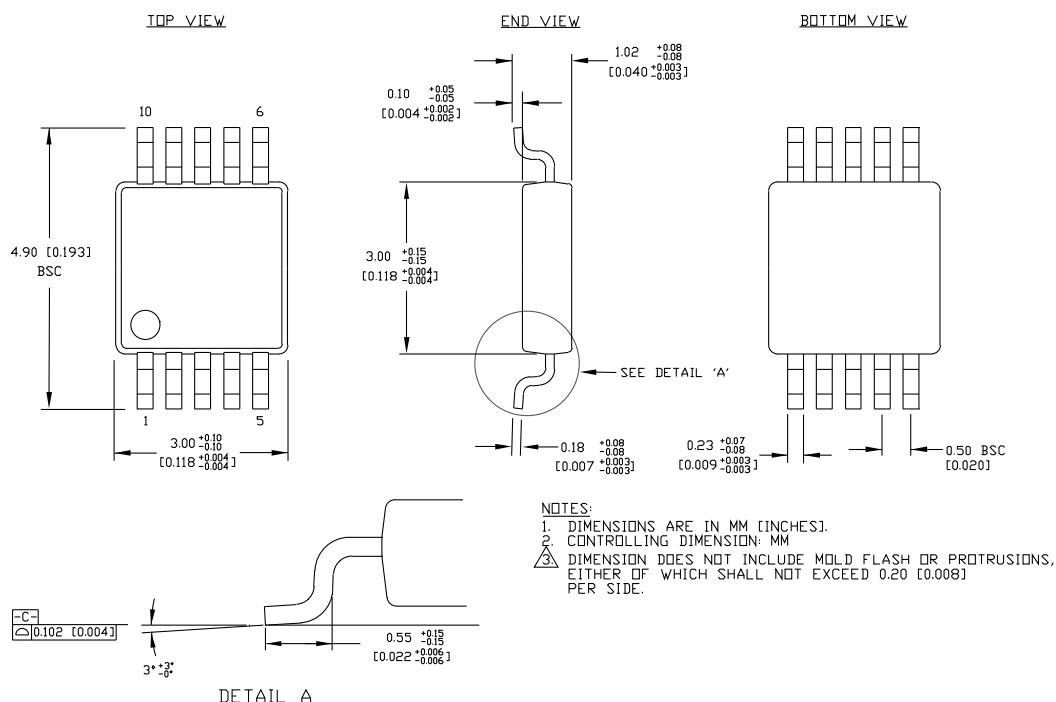 TOP VIEW
END VIEW
BOTTOM VIEW
10
6
4.90 [0.193]
BSC
1
5
3.00 +0.10 -0.10
[0.118 +0.004 -0.004]
1.02 +0.08 -0.08
[0.040 +0.003 -0.003]
0.10 +0.05 -0.05
[0.004 +0.002 -0.002]
3.00 +0.15 -0.15
[0.118 +0.004 -0.004]
SEE DETAIL 'A'
0.18 +0.08 -0.08
[0.007 +0.003 -0.003]
0.23 +0.07 -0.08
[0.009 +0.003 -0.003]
0.50 BSC
[0.020]
NOTES:
1. DIMENSIONS ARE IN MM [INCHES].
2. CONTROLLING DIMENSION: MM
3. DIMENSION DOES NOT INCLUDE MOLD FLASH OR PROTRUSIONS,
EITHER OF WHICH SHALL NOT EXCEED 0.20 [0.008]
PER SIDE.
-C-
0.102 [0.004]
3° +3° -0°
0.55 +0.15 -0.15
[0.022 +0.006 -0.006]
DETAIL A